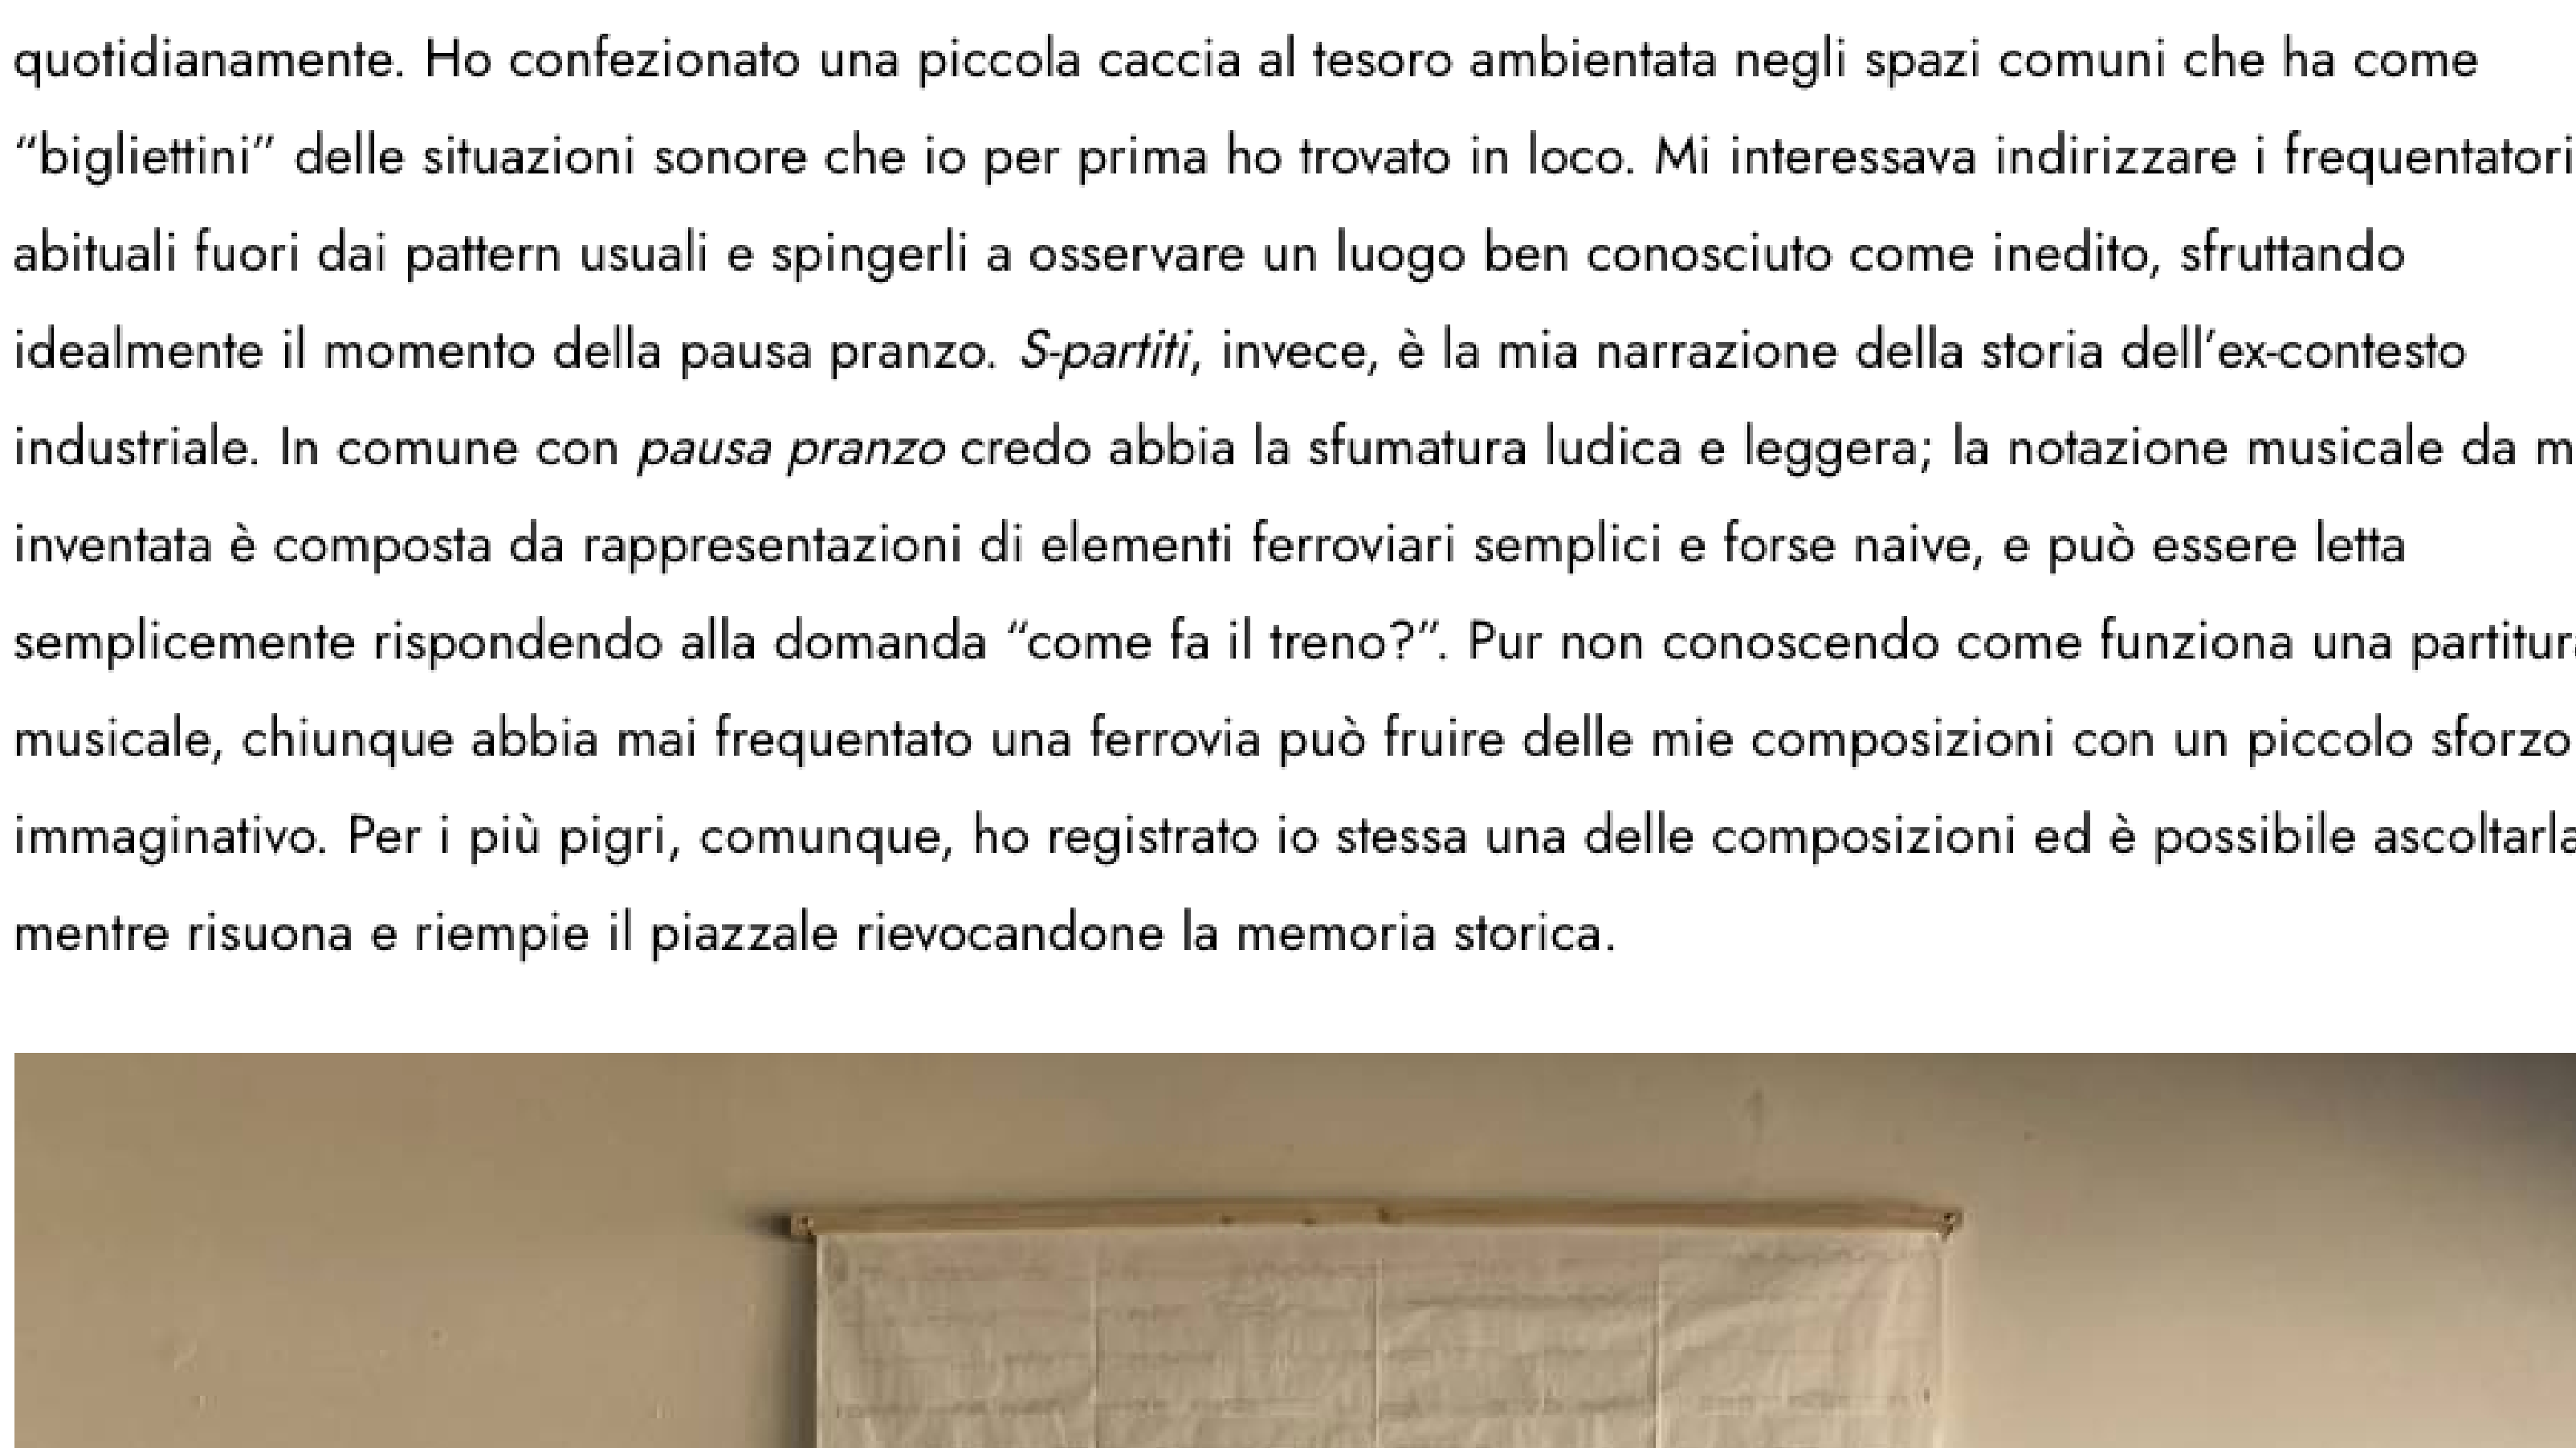 quotidianamente. Ho confezionato una piccola caccia al tesoro ambientata negli spazi comuni che ha come
“bigliettini” delle situazioni sonore che io per prima ho trovato in loco. Mi interessava indirizzare i frequentatori
abituali fuori dai pattern usuali e spingerli a osservare un luogo ben conosciuto come inedito, sfruttando
idealmente il momento della pausa pranzo. S-partiti, invece, è la mia narrazione della storia dell’ex-contesto
industriale. In comune con pausa pranzo credo abbia la sfumatura ludica e leggera; la notazione musicale da
inventata è composta da rappresentazioni di elementi ferroviari semplici e forse naive, e può essere letta
semplicemente rispondendo alla domanda “come fa il treno?”. Pur non conoscendo come funziona una partitura
musicale, chiunque abbia mai frequentato una ferrovia può fruire delle mie composizioni con un piccolo sforzo
immaginativo. Per i più pigri, comunque, ho registrato io stessa una delle composizioni ed è possibile ascoltarla
mentre risuona e riempie il piazzale rievocandone la memoria storica.